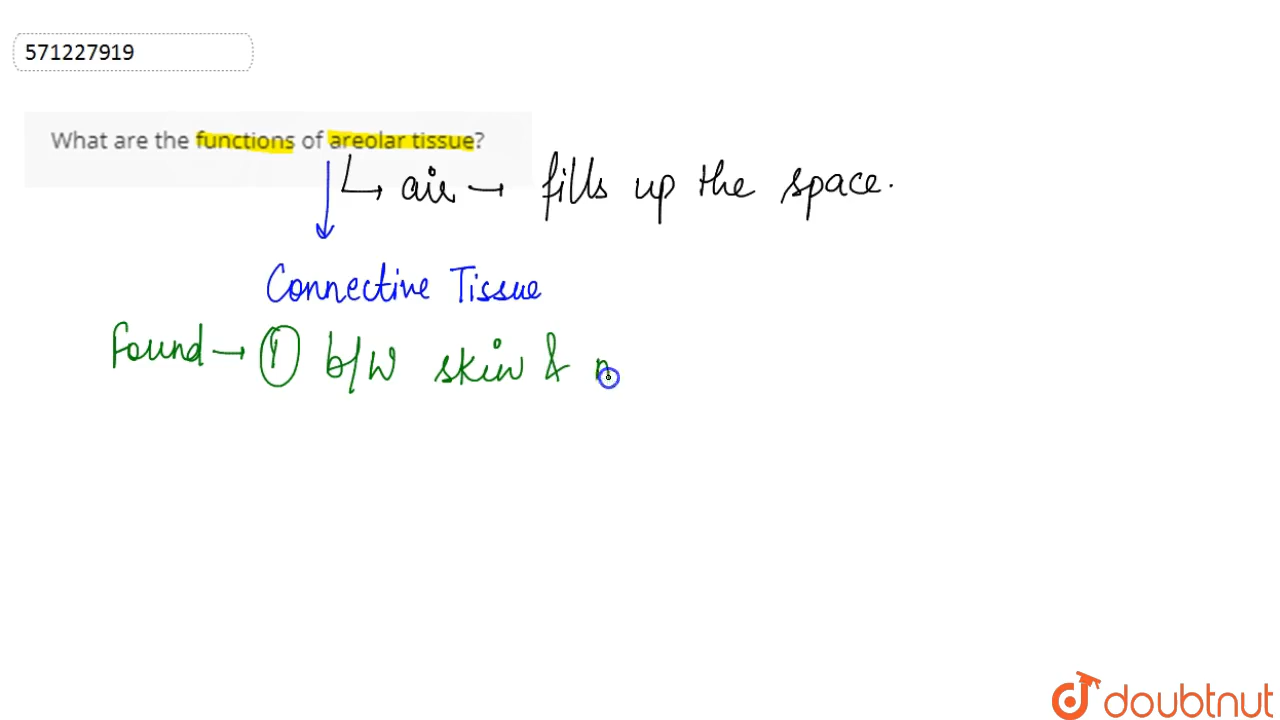 571227919
What are the functions of areolar tissue?
↳ air → fills up the space.
Connective Tissue
Found → ① b/w skin &
doubtnut